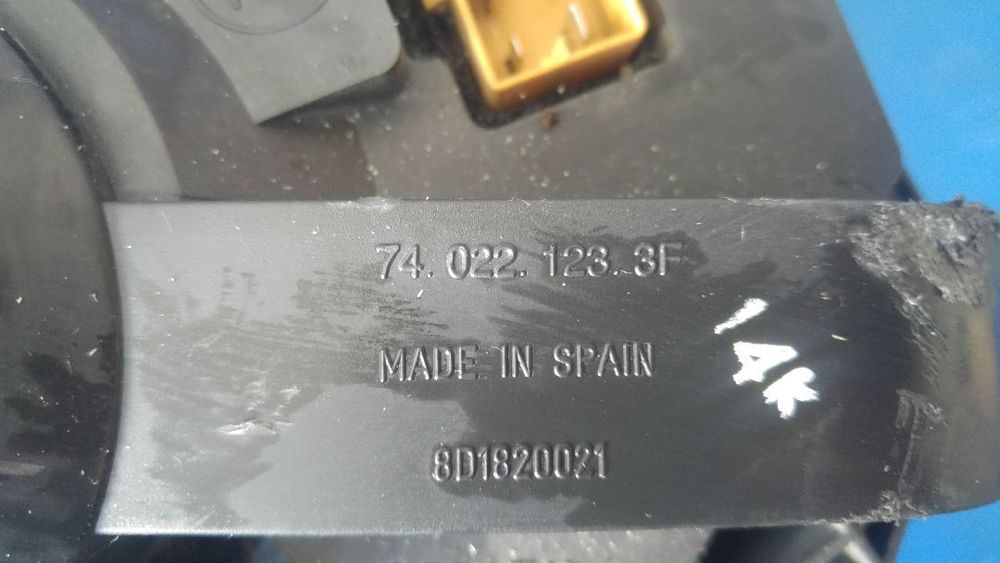 74.022.123.3F
MADE IN SPAIN
8D1820021